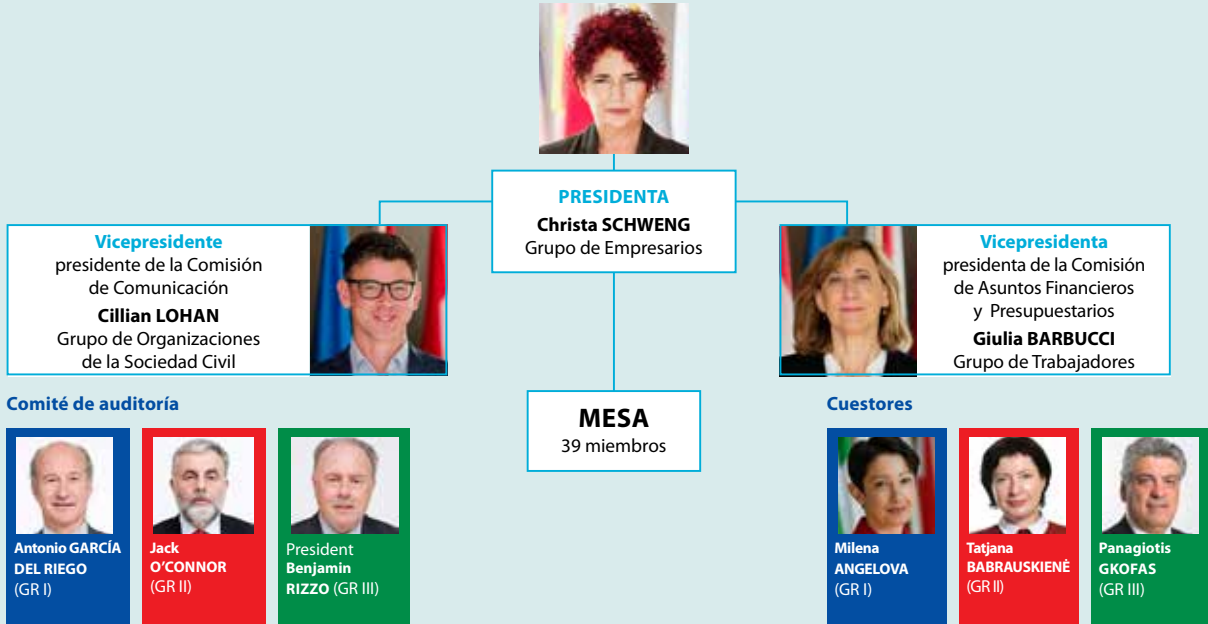 PRESIDENTA
Christa SCHWENG
Grupo de Empresarios
Vicepresidente
presidente de la Comisión
de Comunicación
Cillian LOHAN
Grupo de Organizaciones
de la Sociedad Civil
Vicepresidenta
presidenta de la Comisión
de Asuntos Financieros
y Presupuestarios
Giulia BARBUCCI
Grupo de Trabajadores
MESA
39 miembros
Comité de auditoría
Antonio GARCÍA
DEL RIEGO
(GR I)
Jack
O’CONNOR
(GR II)
President
Benjamin
RIZZO (GR III)
Cuestores
Milena
ANGELOVA
(GR I)
Tatjana
BABRAUSKIENĖ
(GR II)
Panagiotis
GKOFAS
(GR III)